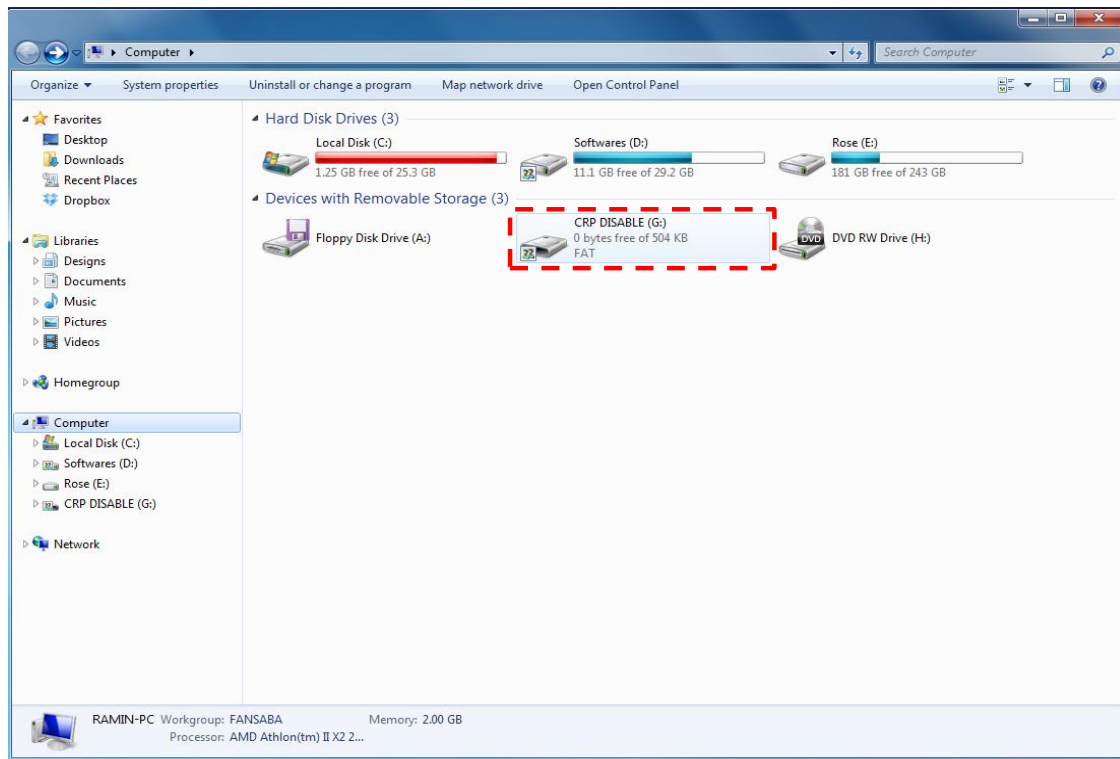 Computer
Search Computer
Organize
System properties
Uninstall or change a program
Map network drive
Open Control Panel
Favorites
Desktop
Downloads
Recent Places
Dropbox
Libraries
Designs
Documents
Music
Pictures
Videos
Homegroup
Computer
Local Disk (C:)
Softwares (D:)
Rose (E:)
CRP DISABLE (G:)
Network
Hard Disk Drives (3)
Local Disk (C:)
1.25 GB free of 25.3 GB
Softwares (D:)
11.1 GB free of 29.2 GB
Rose (E:)
181 GB free of 243 GB
Devices with Removable Storage (3)
Floppy Disk Drive (A:)
CRP DISABLE (G:)
0 bytes free of 504 KB
FAT
DVD
DVD RW Drive (H:)
RAMIN-PC Workgroup: FANSABA Memory: 2.00 GB
Processor: AMD Athlon(tm) II X2 2...